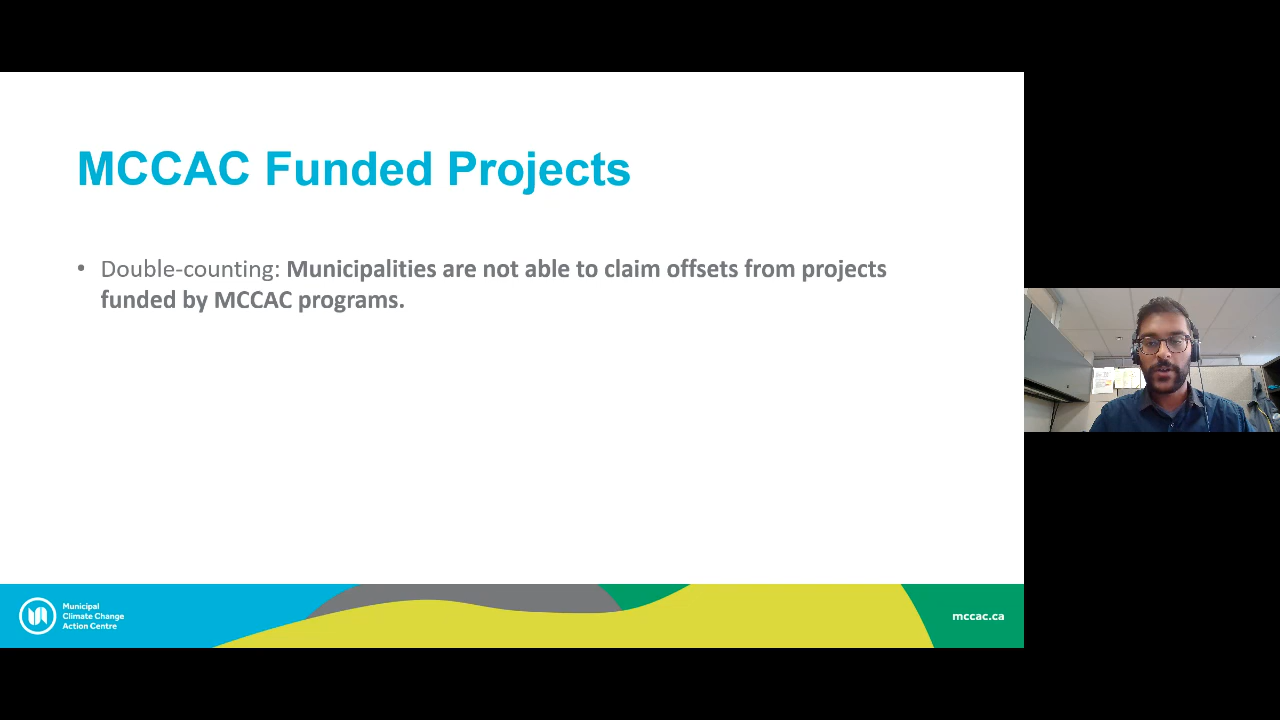 MCCAC Funded Projects
• Double-counting: Municipalities are not able to claim offsets from projects
funded by MCCAC programs.
Municipal
Climate Change
Action Centre
mccac.ca